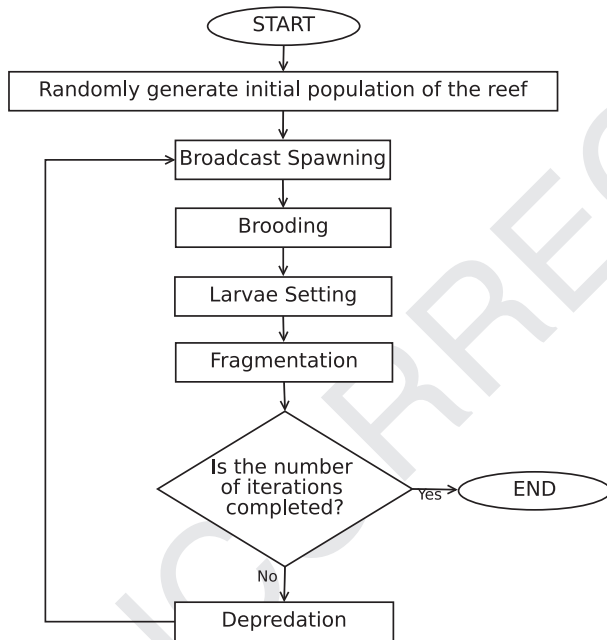 START
Randomly generate initial population of the reef
Broadcast Spawning
Brooding
Larvae Setting
Fragmentation
Is the number
of iterations
completed?
Yes
END
No
Depredation